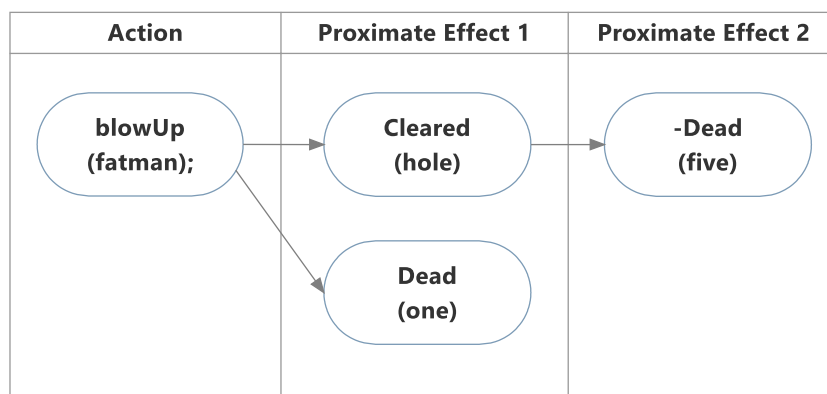 Action
Proximate Effect 1
Proximate Effect 2
blowUp
(fatman);
Cleared
(hole)
-Dead
(five)
Dead
(one)